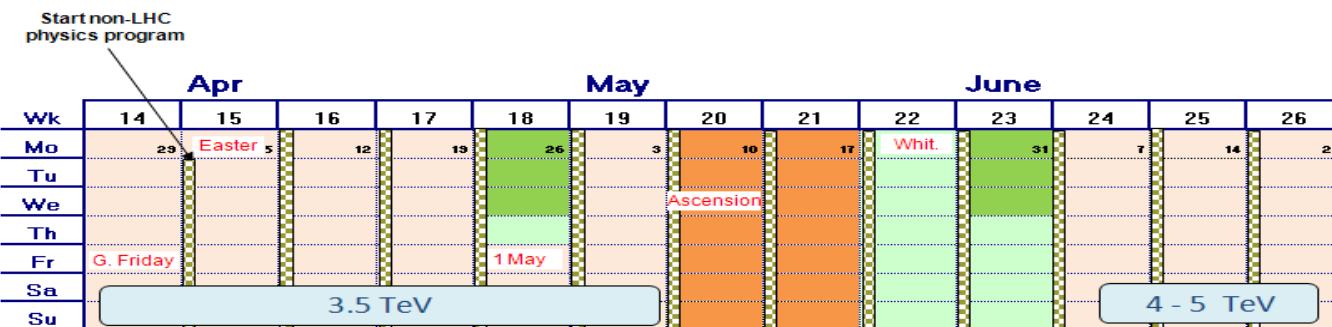 Start non-LHC
physics program
Apr May June
Wk 14 15 16 17 18 19 20 21 22 23 24 25 26
Mo 29 Easter 5 12 19 26 3 10 17 Whit. 31 7 14
Tu
We Ascension
Th
Fr G. Friday 1 May
Sa
3.5 TeV 4 - 5 TeV
Su